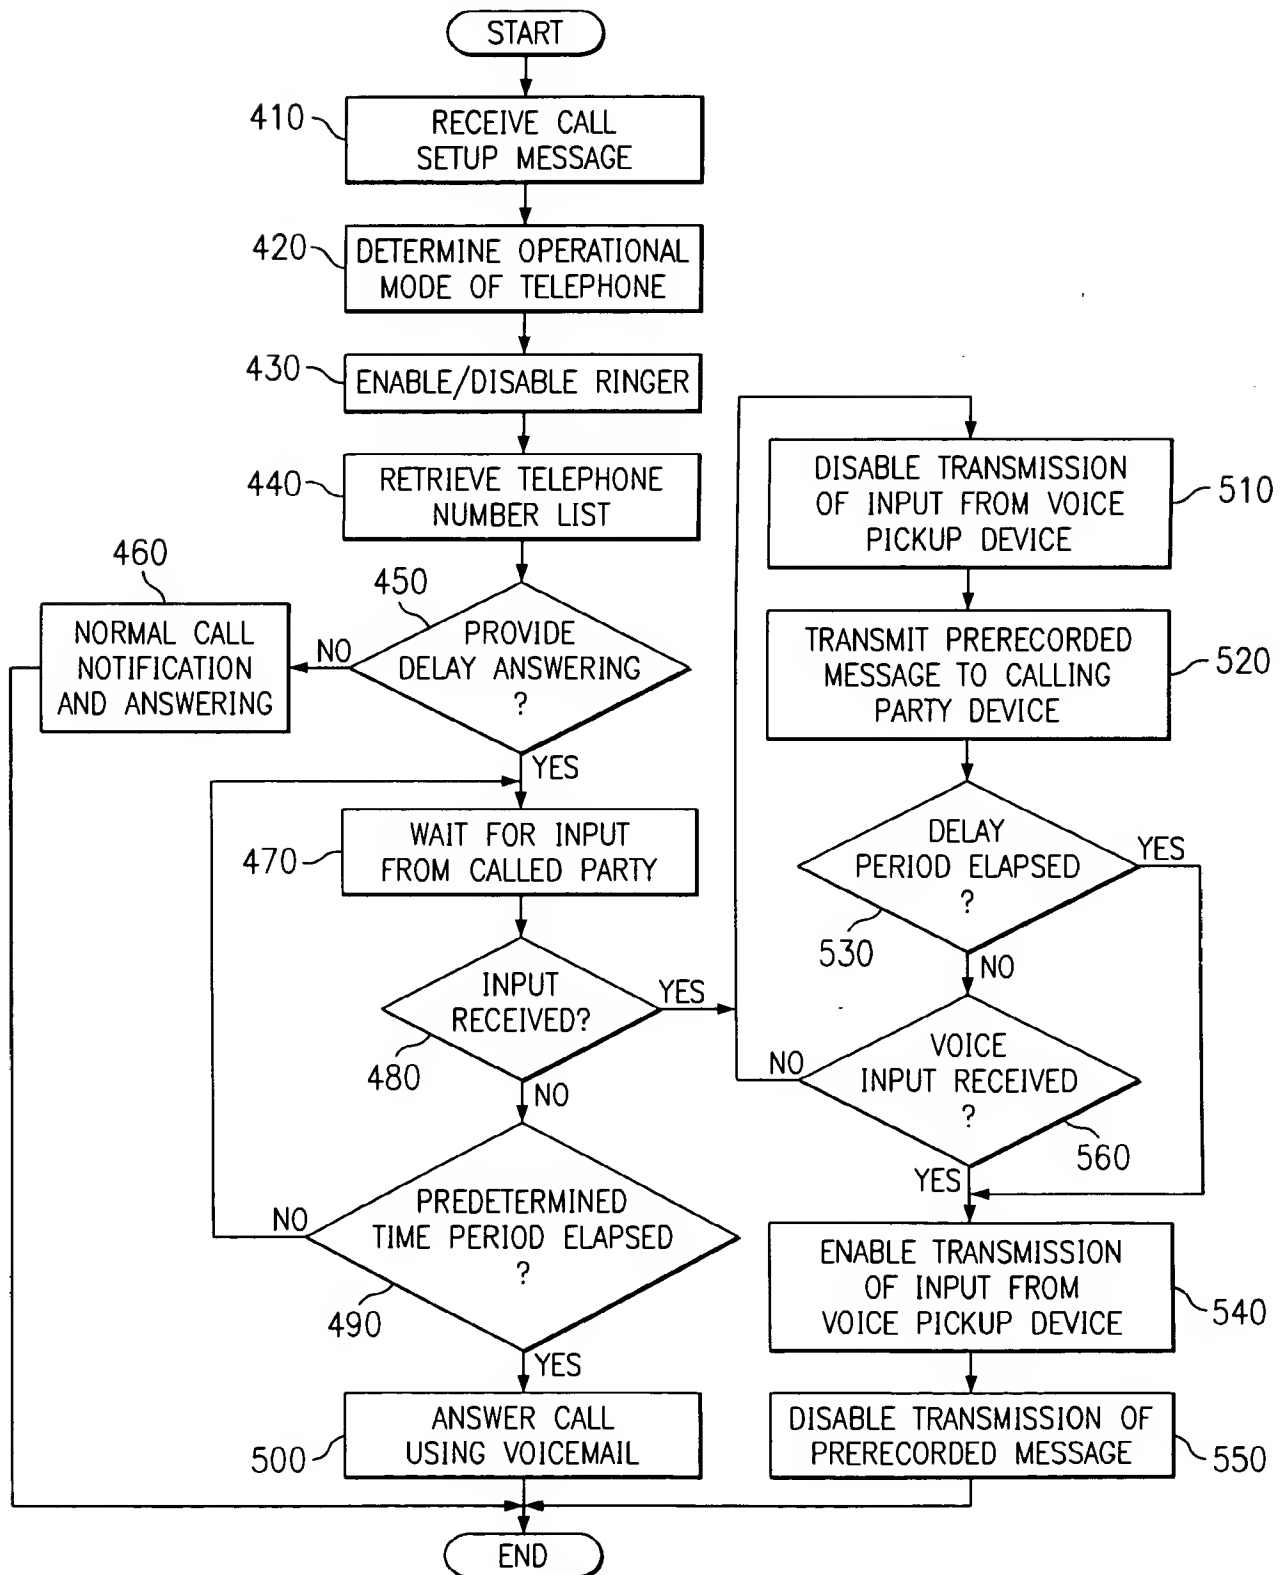 START
410
RECEIVE CALL
SETUP MESSAGE
420
DETERMINE OPERATIONAL
MODE OF TELEPHONE
430
ENABLE/DISABLE RINGER
440
RETRIEVE TELEPHONE
NUMBER LIST
450
PROVIDE
DELAY ANSWERING
?
NO
YES
460
NORMAL CALL
NOTIFICATION
AND ANSWERING
470
WAIT FOR INPUT
FROM CALLED PARTY
480
INPUT
RECEIVED?
YES
NO
490
PREDETERMINED
TIME PERIOD ELAPSED
?
NO
YES
500
ANSWER CALL
USING VOICEMAIL
END
DISABLE TRANSMISSION
OF INPUT FROM VOICE
PICKUP DEVICE
510
TRANSMIT PRERECORDED
MESSAGE TO CALLING
PARTY DEVICE
520
DELAY
PERIOD ELAPSED
?
530
YES
NO
VOICE
INPUT RECEIVED
?
560
NO
YES
ENABLE TRANSMISSION
OF INPUT FROM
VOICE PICKUP DEVICE
540
DISABLE TRANSMISSION OF
PRERECORDED MESSAGE
550